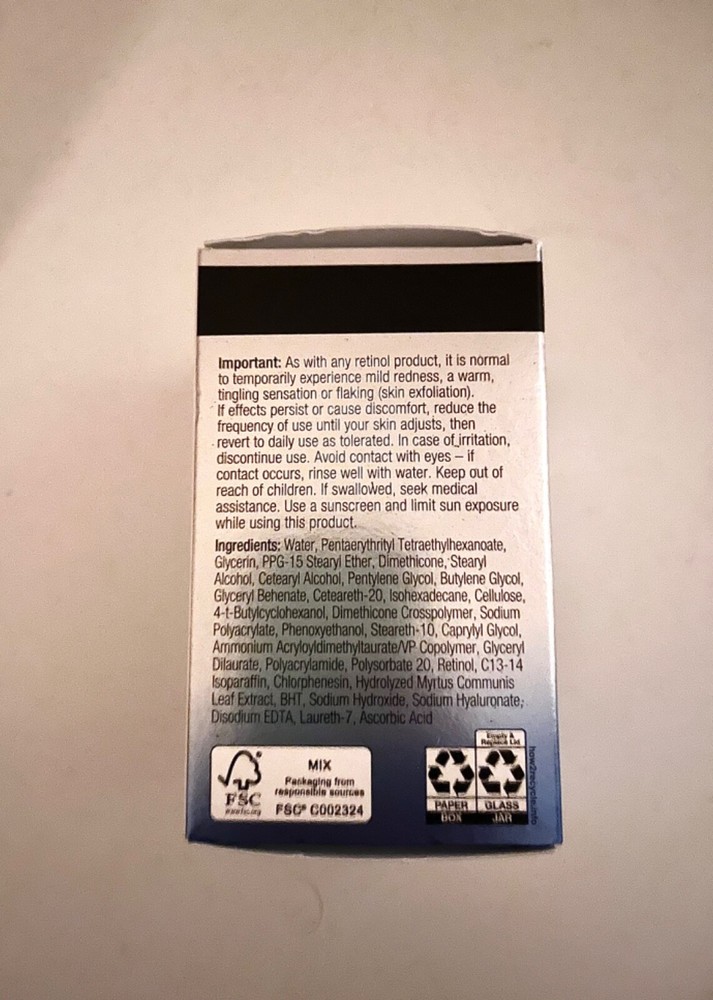 Important: As with any retinol product, it is normal
to temporarily experience mild redness, a warm,
tingling sensation or flaking (skin exfoliation).
If effects persist or cause discomfort, reduce the
frequency of use until your skin adjusts, then
revert to daily use as tolerated. In case of irritation,
discontinue use. Avoid contact with eyes – if
contact occurs, rinse well with water. Keep out of
reach of children. If swallowed, seek medical
assistance. Use a sunscreen and limit sun exposure
while using this product.
Ingredients: Water, Pentaerythrityl Tetraethylhexanoate,
Glycerin, PPG-15 Stearyl Ether, Dimethicone, Stearyl
Alcohol, Cetearyl Alcohol, Pentylene Glycol, Butylene Glycol,
Glyceryl Behenate, Ceteareth-20, Isohexadecane, Cellulose,
4-t-Butylcyclohexanol, Dimethicone Crosspolymer, Sodium
Polyacrylate, Phenoxyethanol, Steareth-10, Caprylyl Glycol,
Ammonium Acryloyldimethyltaurate/VP Copolymer, Glyceryl
Dilaurate, Polyacrylamide, Polysorbate 20, Retinol, C13-14
Isoparaffin, Chlorphenesin, Hydrolyzed Myrtus Communis
Leaf Extract, BHT, Sodium Hydroxide, Sodium Hyaluronate,
Disodium EDTA, Laureth-7, Ascorbic Acid
FSC
www.fsc.org
MIX
Packaging from
responsible sources
FSC® C002324
Empty &
Replace Lid
PAPER
BOX
GLASS
JAR
how2recycle.info